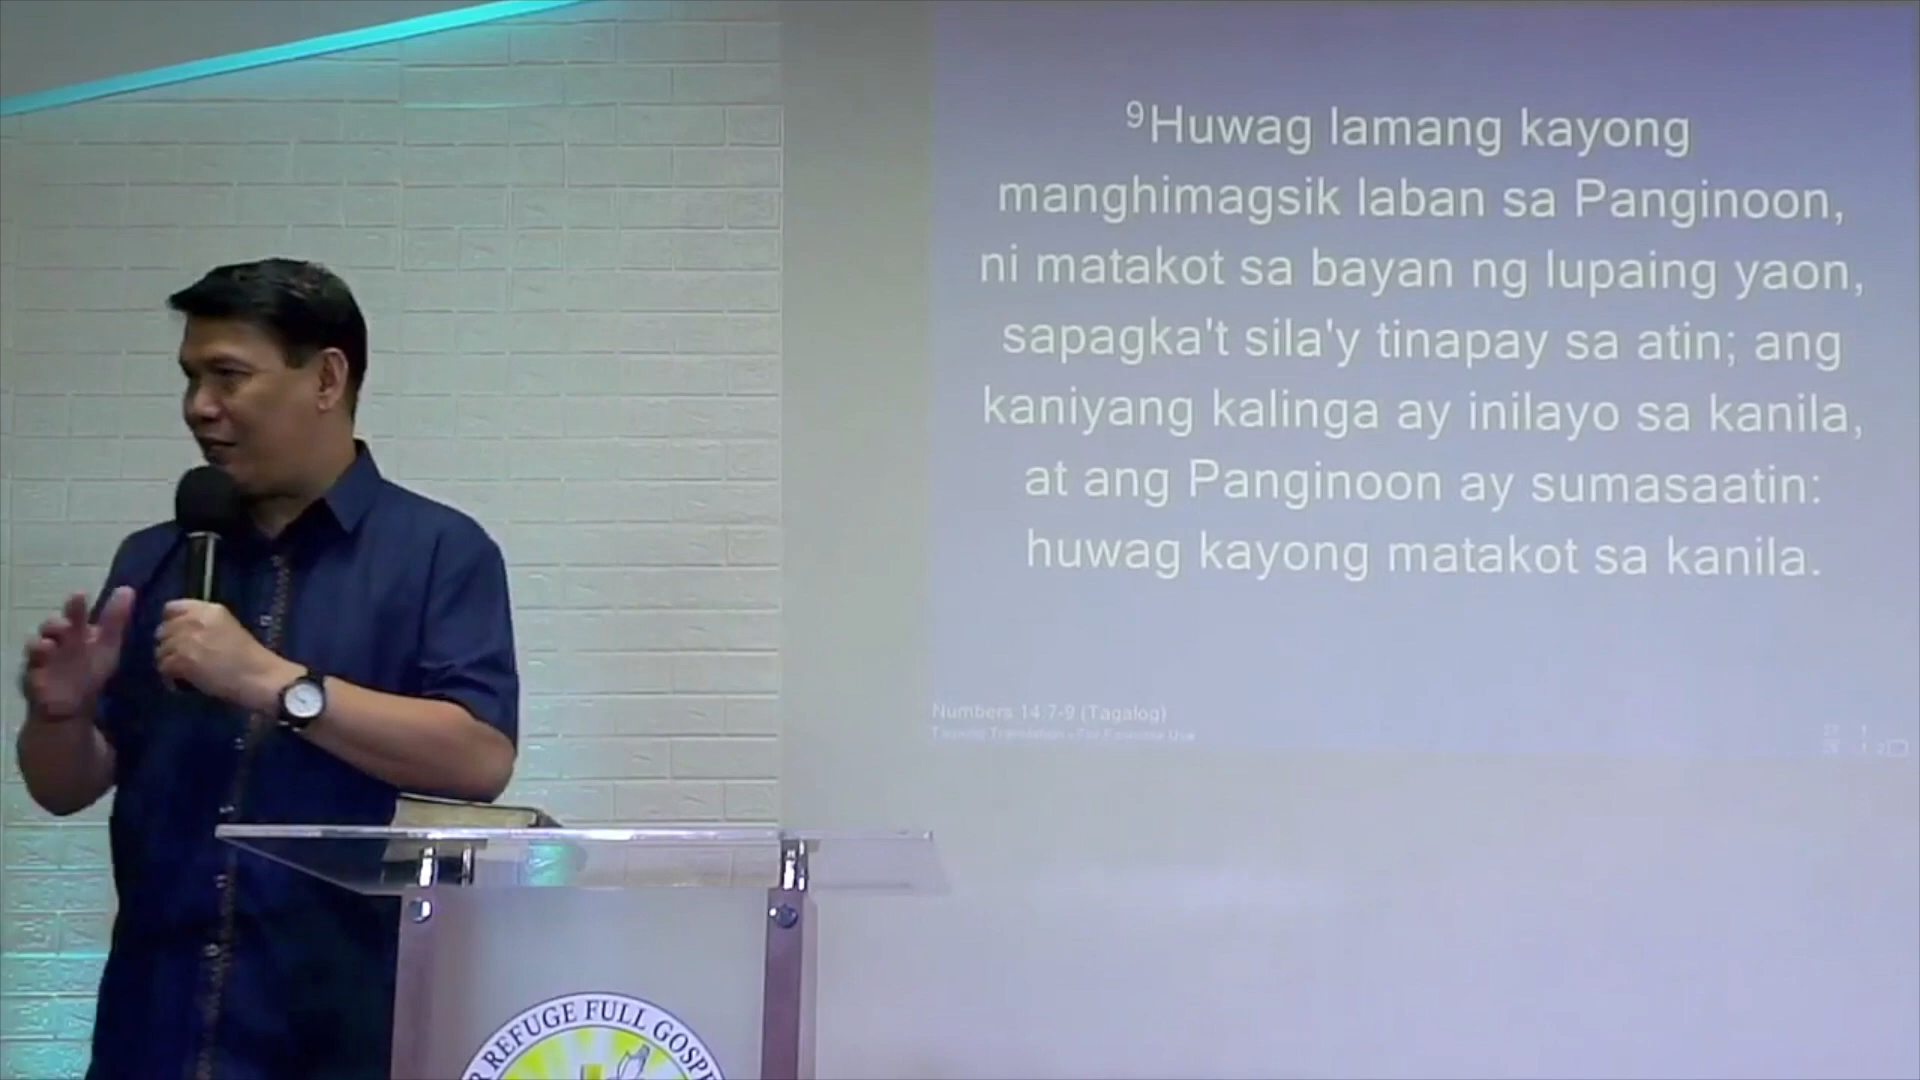 ⁹Huwag lamang kayong
manghimagsik laban sa Panginoon,
ni matakot sa bayan ng lupaing yaon,
sapagka't sila'y tinapay sa atin; ang
kaniyang kalinga ay inilayo sa kanila,
at ang Panginoon ay sumasaatin:
huwag kayong matakot sa kanila.
Numbers 14:7-9 (Tagalog)
REFUGE FULL